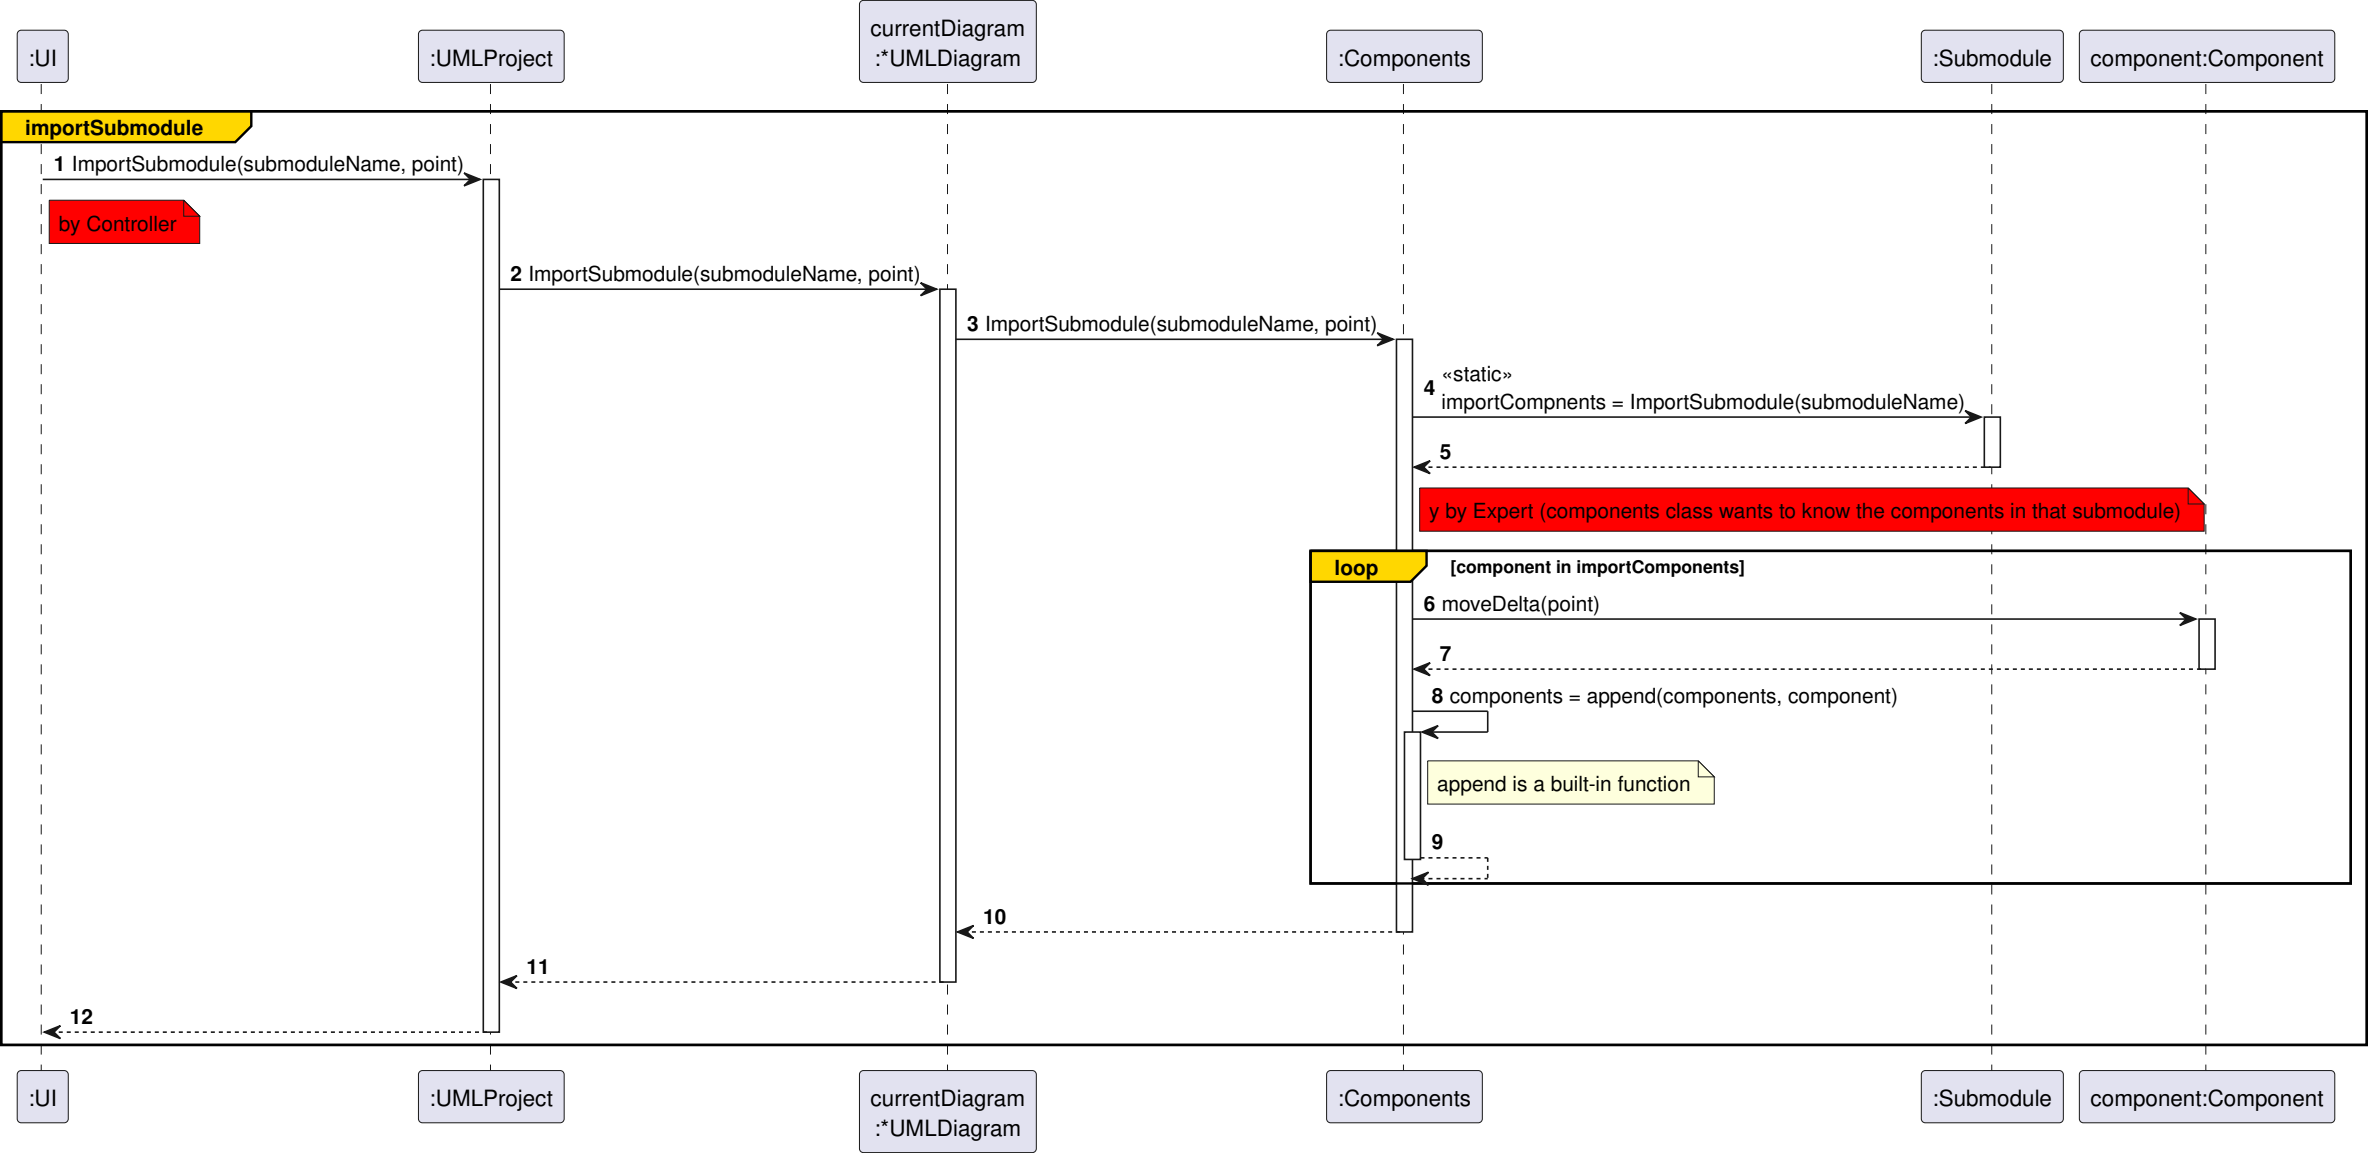 :UI
:UMLProject
currentDiagram
:*UMLDiagram
:Components
:Submodule
component:Component
importSubmodule
1 ImportSubmodule(submoduleName, point)
by Controller
2 ImportSubmodule(submoduleName, point)
3 ImportSubmodule(submoduleName, point)
4 «static»
importCompnents = ImportSubmodule(submoduleName)
5
y by Expert (components class wants to know the components in that submodule)
loop [component in importComponents]
6 moveDelta(point)
7
8 components = append(components, component)
append is a built-in function
9
10
11
12
:UI
:UMLProject
currentDiagram
:*UMLDiagram
:Components
:Submodule
component:Component